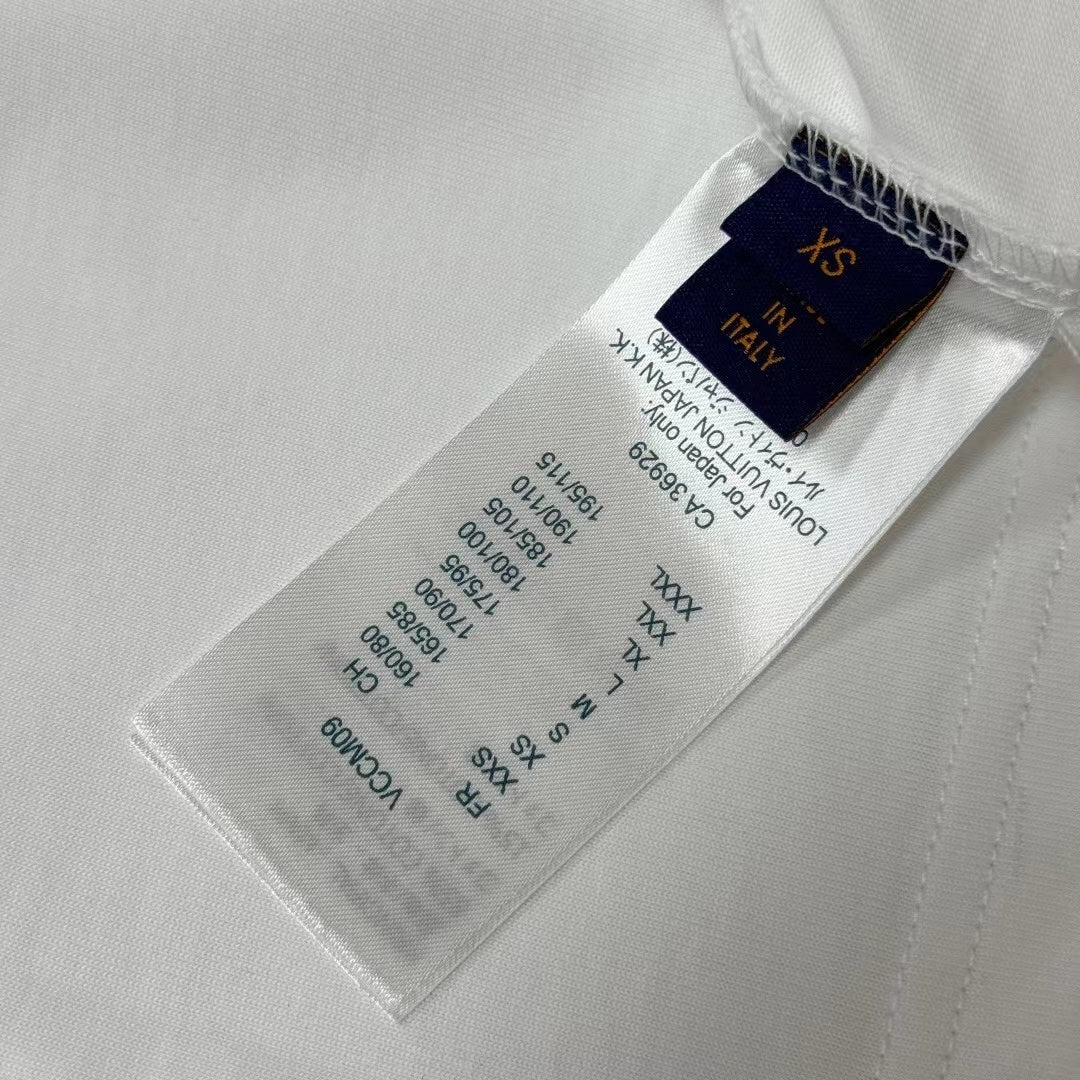 XS
IN
ITALY
VCCM09
FR CH
XXS 160/80
XS 165/85
S 170/90
M 175/95
L 180/100
XL 185/105
XXL 190/110
XXXL 195/115
CA 36929
For Japan only:
LOUIS VUITTON JAPAN K.K.
ルイ・ヴィトン ジャパン(株)